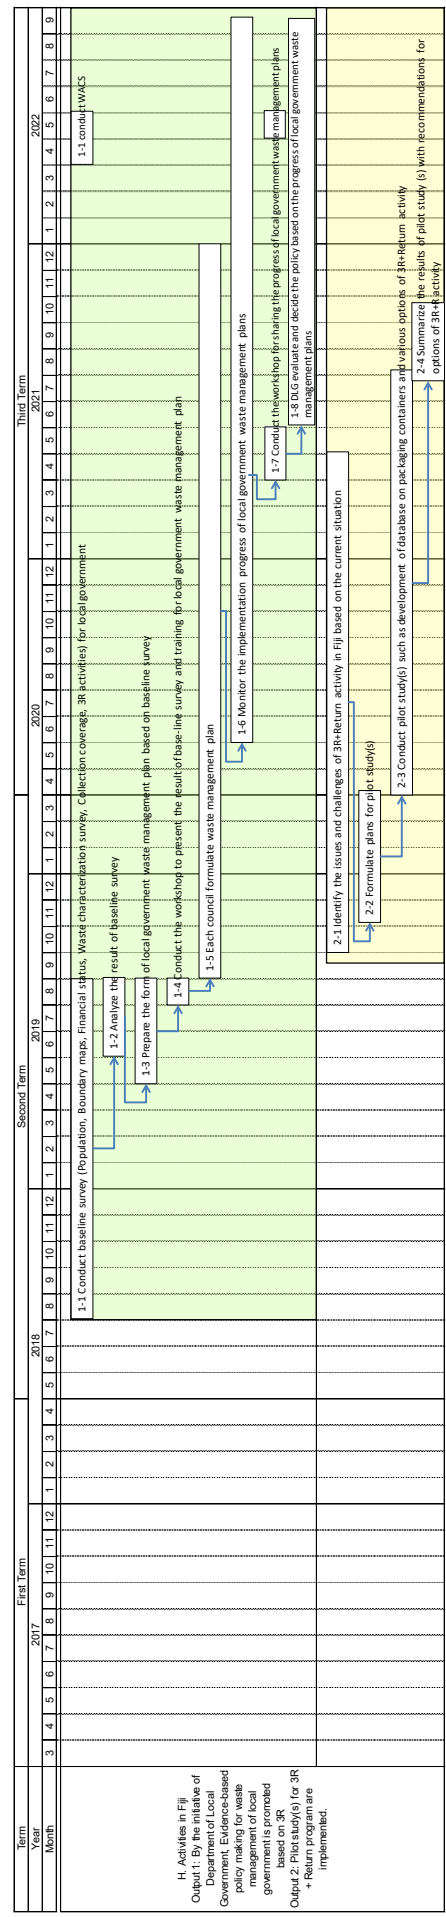 Term First Term Second Term Third Term
Year 2017 2018 2019 2020 2021 2022
Month 3 4 5 6 7 8 9 10 11 12 1 2 3 4 5 6 7 8 9 10 11 12 1 2 3 4 5 6 7 8 9 10 11 12 1 2 3 4 5 6 7 8 9 10 11 12 1 2 3 4 5 6 7 8 9 10 11 12 1 2 3 4 5 6 7 8 9
H. Activities in Fiji
Output 1: By the initiative of
Department of Local
Government, Evidence-based
policy making for waste
management of local
government is promoted
based on 3R
1-1 Conduct baseline survey (Population, Boundary maps, Financial status, Waste characterization survey, Collection coverage, 3R activities) for local government
1-1 conduct WACS
1-2 Analyze the result of baseline survey
1-3 Prepare the form of local government waste management plan based on baseline survey
1-4 Conduct the workshop to present the result of base-line survey and training for local government waste management plan
1-5 Each council formulate waste management plan
1-6 Monitor the implementation progress of local government waste management plans
1-7 Conduct the workshop for sharing the progress of local government waste management plans
1-8 DLG evaluate and decide the policy based on the progress of local government waste
management plans
Output 2: Pilot study(s) for 3R
+ Return program are
implemented.
2-1 Identify the issues and challenges of 3R+Return activity in Fiji based on the current situation
2-2 Formulate plans for pilot study(s)
2-3 Conduct pilot study(s) such as development of database on packaging containers and various options of 3R+Return activity
2-4 Summarize the results of pilot study (s) with recommendations for
options of 3R+R activity